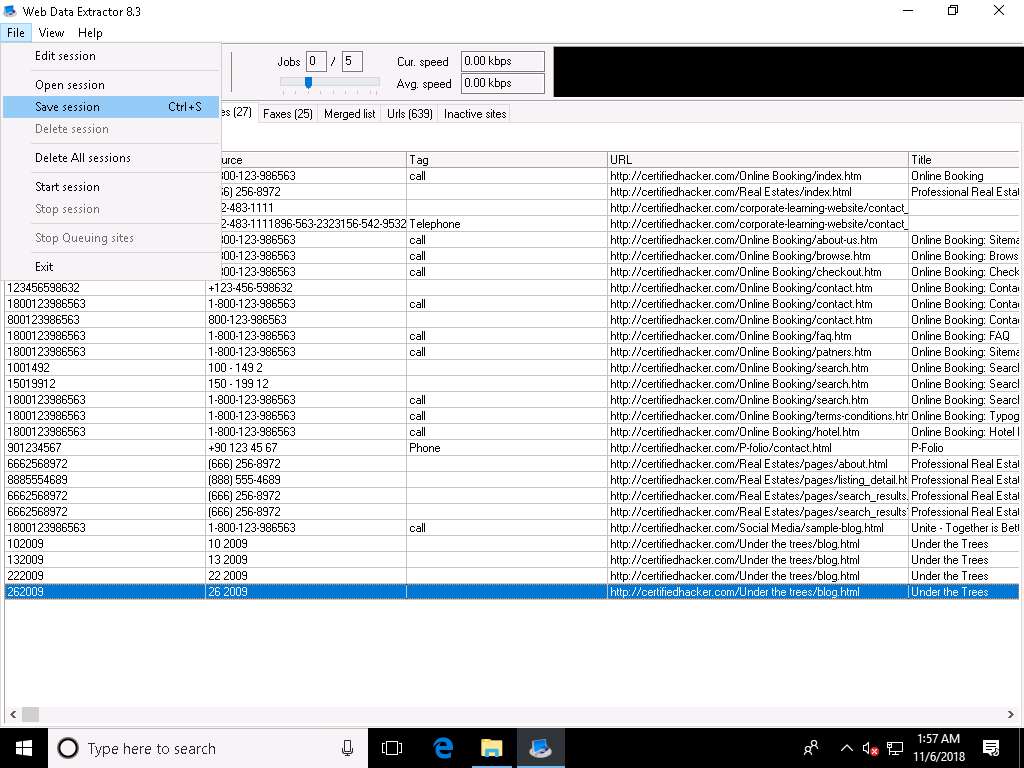 Web Data Extractor 8.3
File View Help
Edit session
Open session
Save session Ctrl+S
Delete session
Delete All sessions
Start session
Stop session
Stop Queuing sites
Exit
Jobs 0 / 5 Cur. speed 0.00 kbps
Avg. speed 0.00 kbps
es (27) Faxes (25) Merged list Urls (639) Inactive sites
urce Tag URL Title
800-123-986563 call http://certifiedhacker.com/Online Booking/index.htm Online Booking
66) 256-8972 http://certifiedhacker.com/Real Estates/index.html Professional Real Esta
2-483-1111 http://certifiedhacker.com/corporate-learning-website/contact_
2-483-1111896-563-2323156-542-9532 Telephone http://certifiedhacker.com/corporate-learning-website/contact_
800-123-986563 call http://certifiedhacker.com/Online Booking/about-us.htm Online Booking: Sitema
800-123-986563 call http://certifiedhacker.com/Online Booking/browse.htm Online Booking: Brows
800-123-986563 call http://certifiedhacker.com/Online Booking/checkout.htm Online Booking: Check
123456598632 +123-456-598632 http://certifiedhacker.com/Online Booking/contact.htm Online Booking: Conta
1800123986563 1-800-123-986563 call http://certifiedhacker.com/Online Booking/contact.htm Online Booking: Conta
800123986563 800-123-986563 http://certifiedhacker.com/Online Booking/contact.htm Online Booking: Conta
1800123986563 1-800-123-986563 call http://certifiedhacker.com/Online Booking/faq.htm Online Booking: FAQ
1800123986563 1-800-123-986563 call http://certifiedhacker.com/Online Booking/patners.htm Online Booking: Sitema
1001492 100 - 149 2 http://certifiedhacker.com/Online Booking/search.htm Online Booking: Searc
15019912 150 - 199 12 http://certifiedhacker.com/Online Booking/search.htm Online Booking: Searc
1800123986563 1-800-123-986563 call http://certifiedhacker.com/Online Booking/search.htm Online Booking: Searc
1800123986563 1-800-123-986563 call http://certifiedhacker.com/Online Booking/terms-conditions.htm Online Booking: Typog
1800123986563 1-800-123-986563 call http://certifiedhacker.com/Online Booking/hotel.htm Online Booking: Hotel
901234567 +90 123 45 67 Phone http://certifiedhacker.com/P-folio/contact.html P-Folio
6662568972 (666) 256-8972 http://certifiedhacker.com/Real Estates/pages/about.html Professional Real Esta
8885554689 (888) 555-4689 http://certifiedhacker.com/Real Estates/pages/listing_detail.ht Professional Real Esta
6662568972 (666) 256-8972 http://certifiedhacker.com/Real Estates/pages/search_results. Professional Real Esta
6662568972 (666) 256-8972 http://certifiedhacker.com/Real Estates/pages/search_results Professional Real Esta
1800123986563 1-800-123-986563 call http://certifiedhacker.com/Social Media/sample-blog.html Unite - Together is Bett
102009 10 2009 http://certifiedhacker.com/Under the trees/blog.html Under the Trees
132009 13 2009 http://certifiedhacker.com/Under the trees/blog.html Under the Trees
222009 22 2009 http://certifiedhacker.com/Under the trees/blog.html Under the Trees
262009 26 2009 http://certifiedhacker.com/Under the trees/blog.html Under the Trees
Type here to search
1:57 AM
11/6/2018